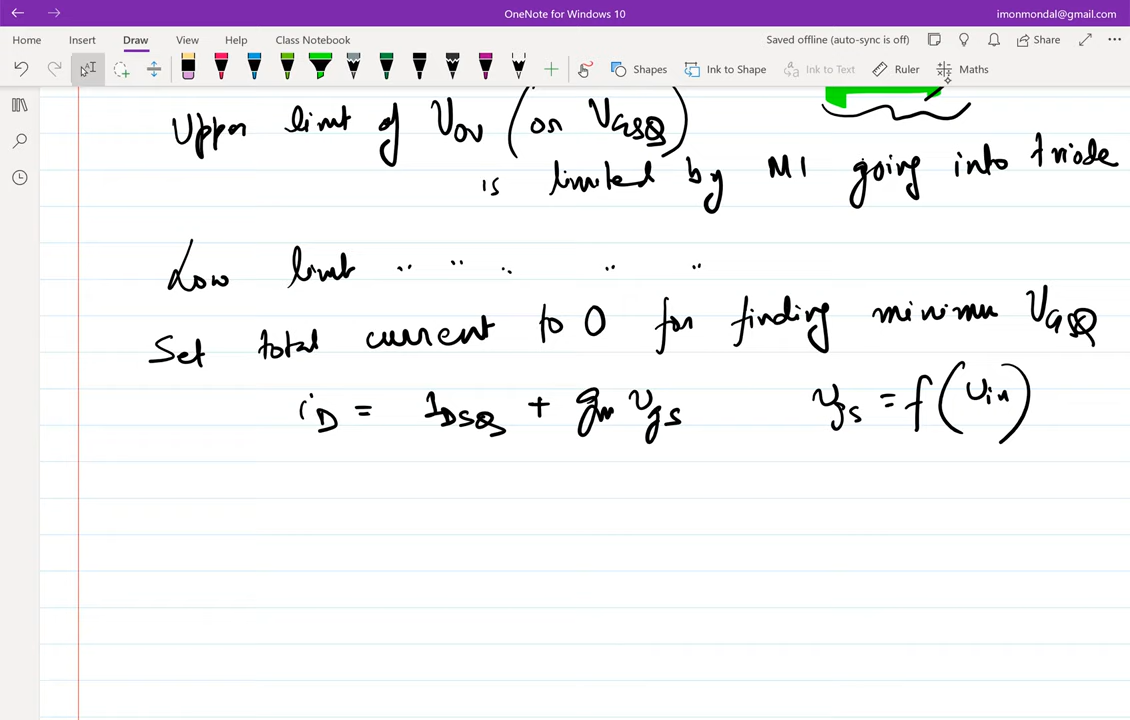 OneNote for Windows 10
imonmondal@gmail.com
Home Insert Draw View Help Class Notebook
Saved offline (auto-sync is off) Share
Shapes Ink to Shape Ink to Text Ruler Maths
Upper limit of Vov (or VGSQ)
is limited by M1 going into triode
Low limit .. .. .. .. ..
Set total current to 0 for finding minimu VGSQ
iD = IDSQ + gm vgs vgs = f(vin)